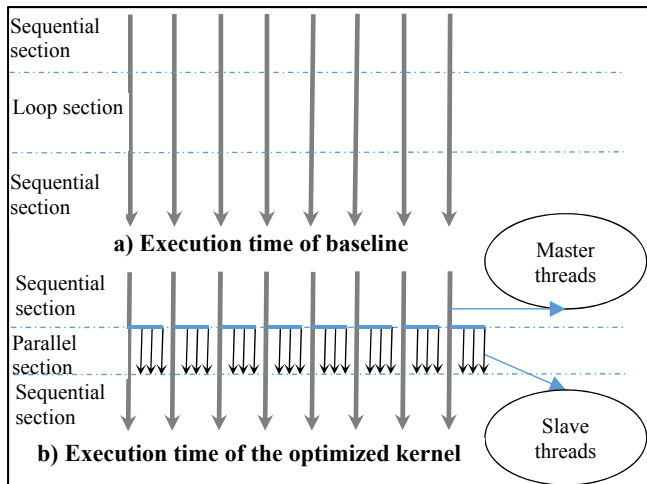 Sequential
section
Loop section
Sequential
section
a) Execution time of baseline
Master
threads
Sequential
section
Parallel
section
Sequential
section
b) Execution time of the optimized kernel
Slave
threads